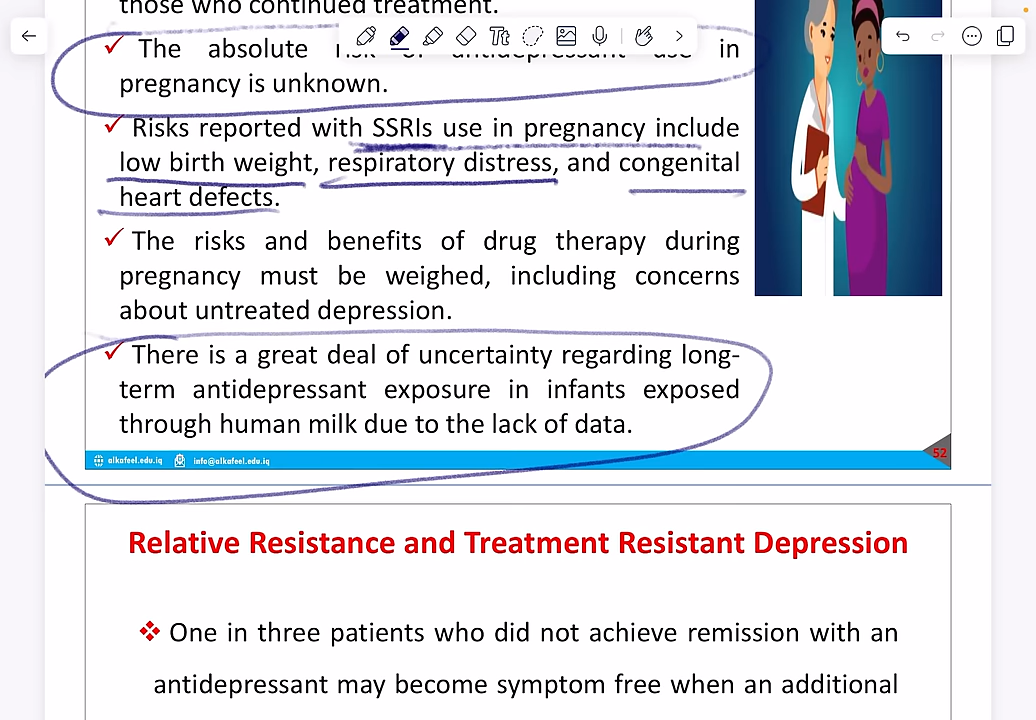 those who continued treatment.
✓ The absolute risk of antidepressant use in
pregnancy is unknown.
✓ Risks reported with SSRIs use in pregnancy include
low birth weight, respiratory distress, and congenital
heart defects.
✓ The risks and benefits of drug therapy during
pregnancy must be weighed, including concerns
about untreated depression.
✓ There is a great deal of uncertainty regarding long-
term antidepressant exposure in infants exposed
through human milk due to the lack of data.
alkafeel.edu.iq info@alkafeel.edu.iq
52
Relative Resistance and Treatment Resistant Depression
❖ One in three patients who did not achieve remission with an
antidepressant may become symptom free when an additional